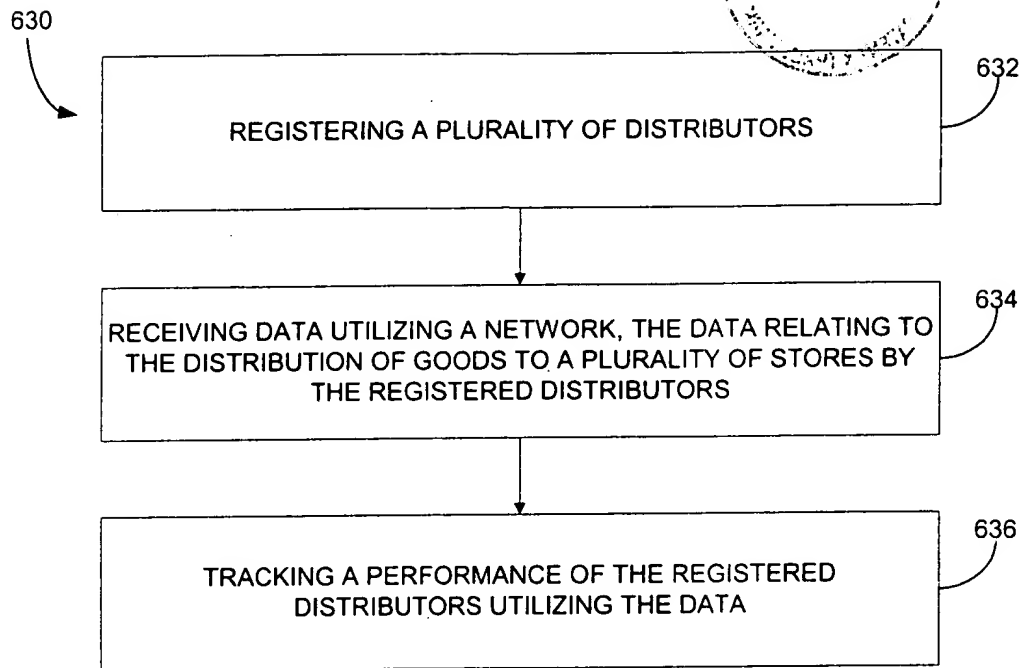 630
632
REGISTERING A PLURALITY OF DISTRIBUTORS
634
RECEIVING DATA UTILIZING A NETWORK, THE DATA RELATING TO
THE DISTRIBUTION OF GOODS TO A PLURALITY OF STORES BY
THE REGISTERED DISTRIBUTORS
636
TRACKING A PERFORMANCE OF THE REGISTERED
DISTRIBUTORS UTILIZING THE DATA